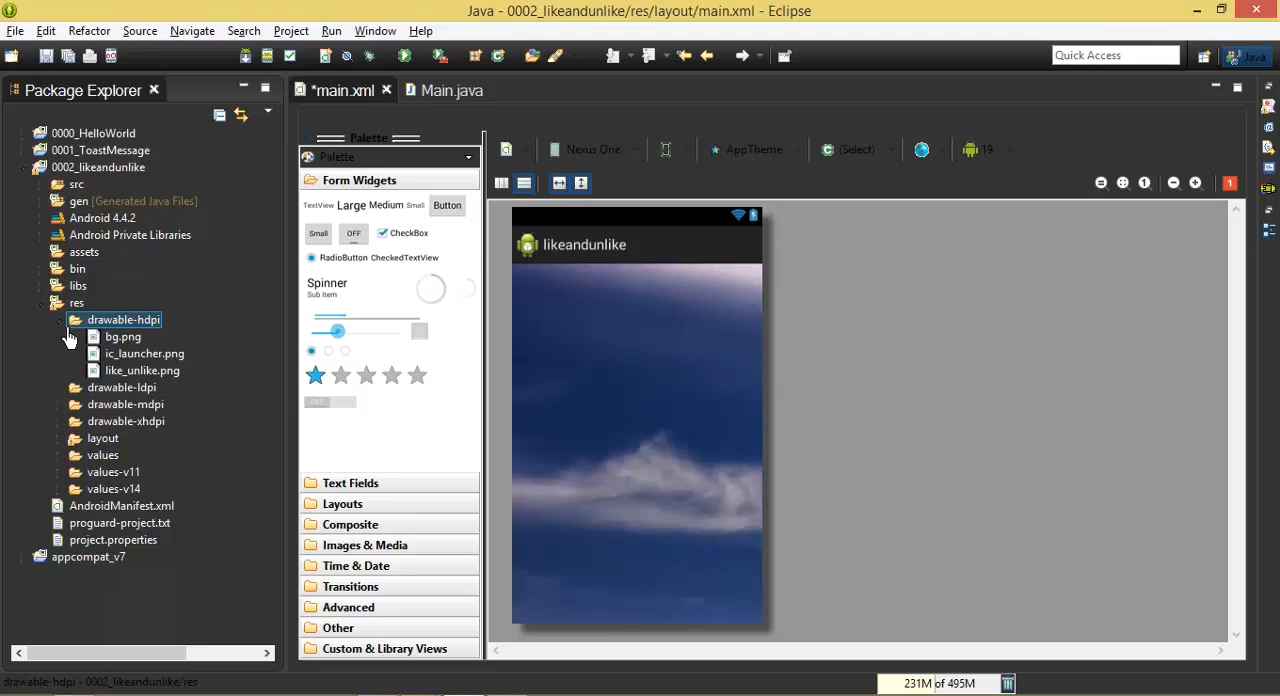 Java - 0002_likeandunlike/res/layout/main.xml - Eclipse
File Edit Refactor Source Navigate Search Project Run Window Help
Quick Access
Java
Package Explorer
*main.xml
Main.java
0000_HelloWorld
0001_ToastMessage
0002_likeandunlike
src
gen [Generated Java Files]
Android 4.4.2
Android Private Libraries
assets
bin
libs
res
drawable-hdpi
bg.png
ic_launcher.png
like_unlike.png
drawable-ldpi
drawable-mdpi
drawable-xhdpi
layout
values
values-v11
values-v14
AndroidManifest.xml
proguard-project.txt
project.properties
appcompat_v7
Palette
Palette
Form Widgets
TextView Large Medium Small Button
Small OFF CheckBox
RadioButton CheckedTextView
Spinner
Sub Item
OFF
Text Fields
Layouts
Composite
Images & Media
Time & Date
Transitions
Advanced
Other
Custom & Library Views
Nexus One
AppTheme
(Select)
19
1
1
likeandunlike
drawable-hdpi - 0002_likeandunlike/res
231M of 495M